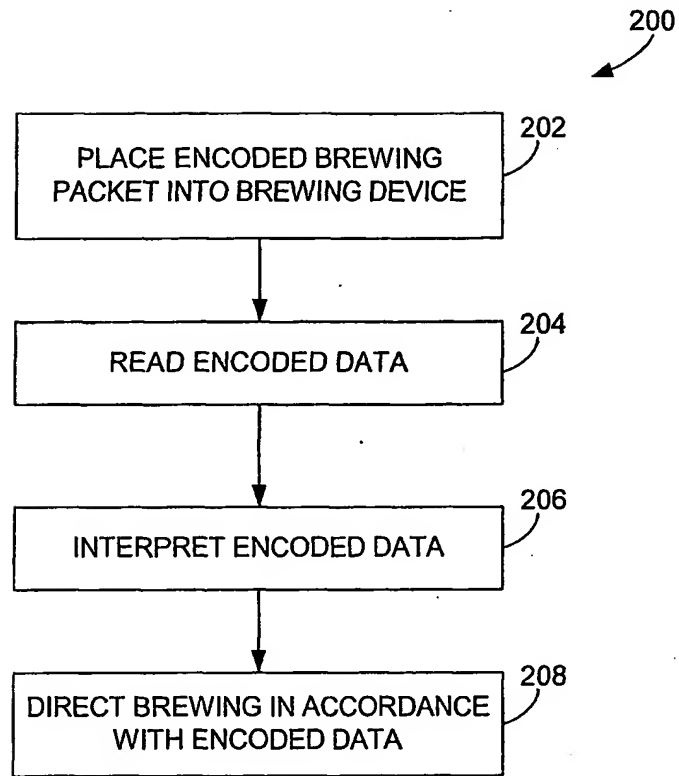 200
202
PLACE ENCODED BREWING
PACKET INTO BREWING DEVICE
204
READ ENCODED DATA
206
INTERPRET ENCODED DATA
208
DIRECT BREWING IN ACCORDANCE
WITH ENCODED DATA